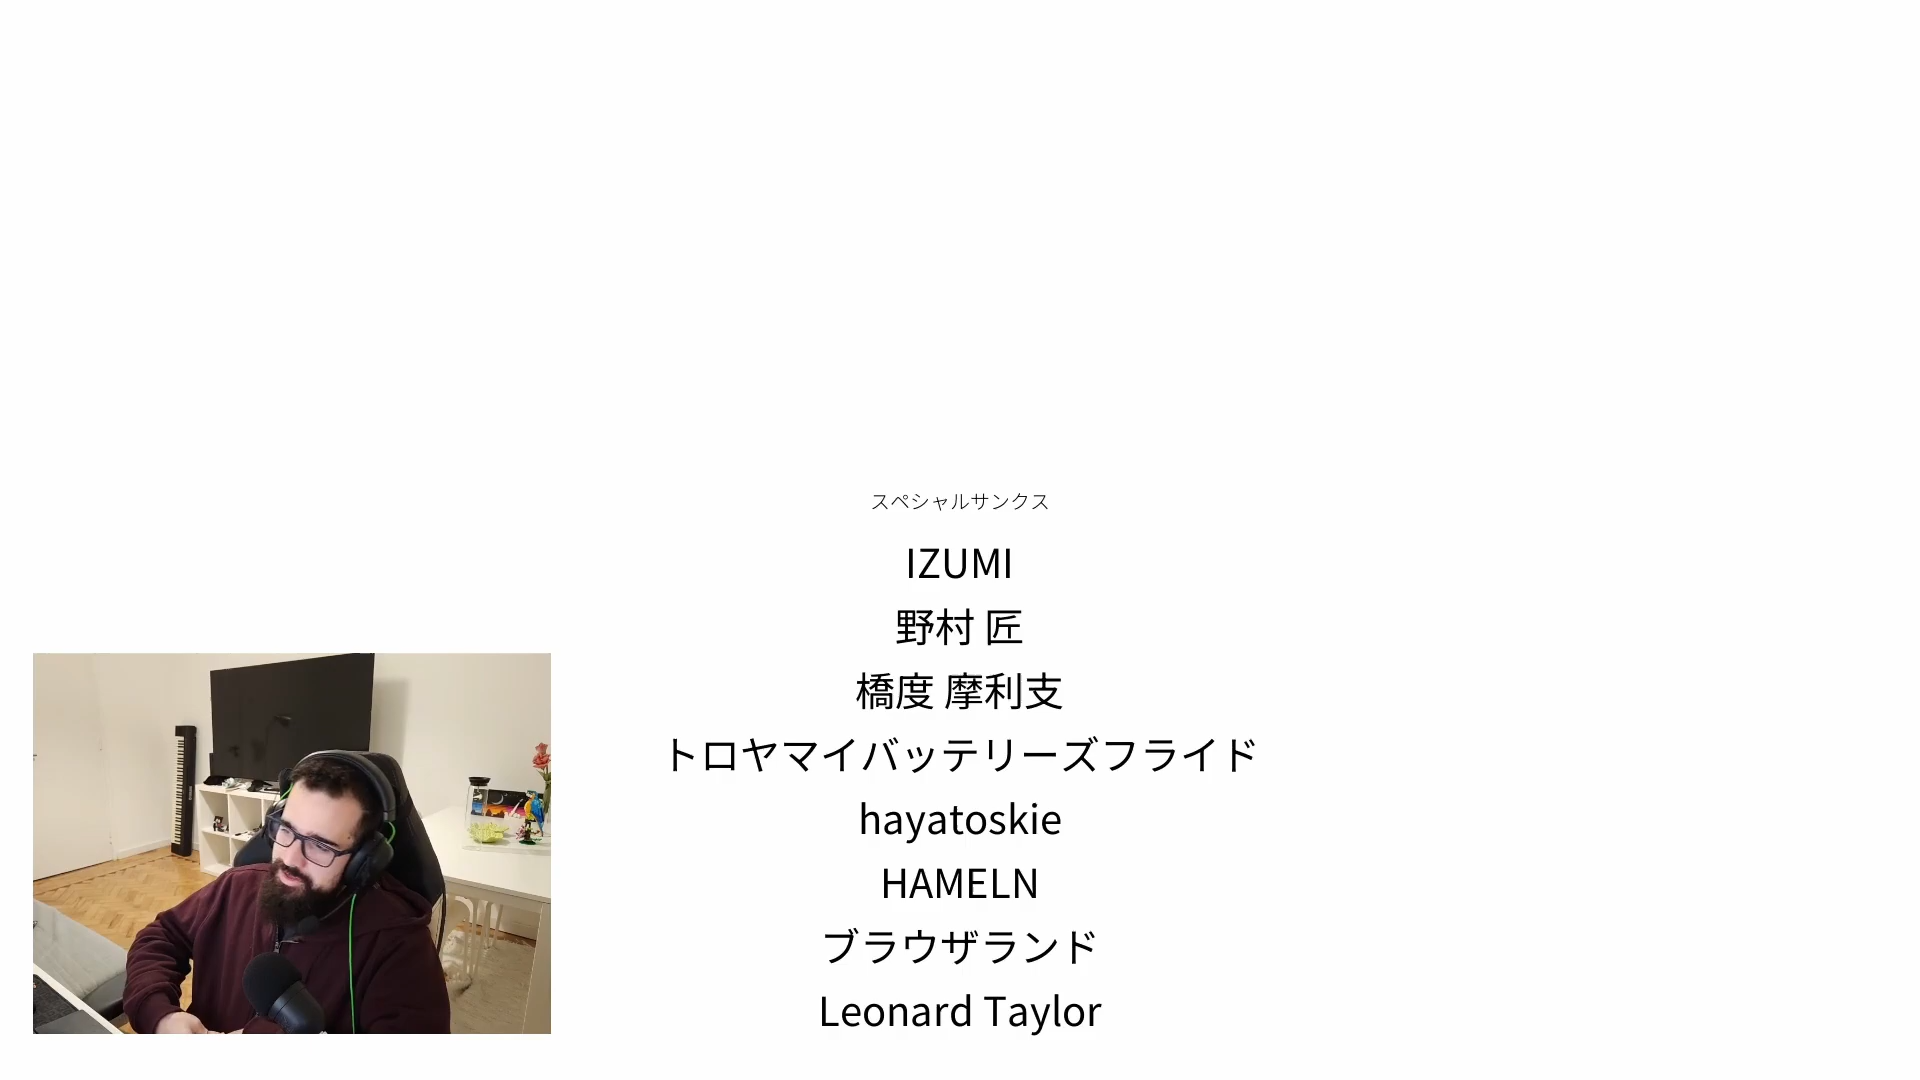 スペシャルサンクス
IZUMI
野村 匠
橋度 摩利支
トロヤマイバッテリーズフライド
hayatoskie
HAMELN
ブラウザランド
Leonard Taylor